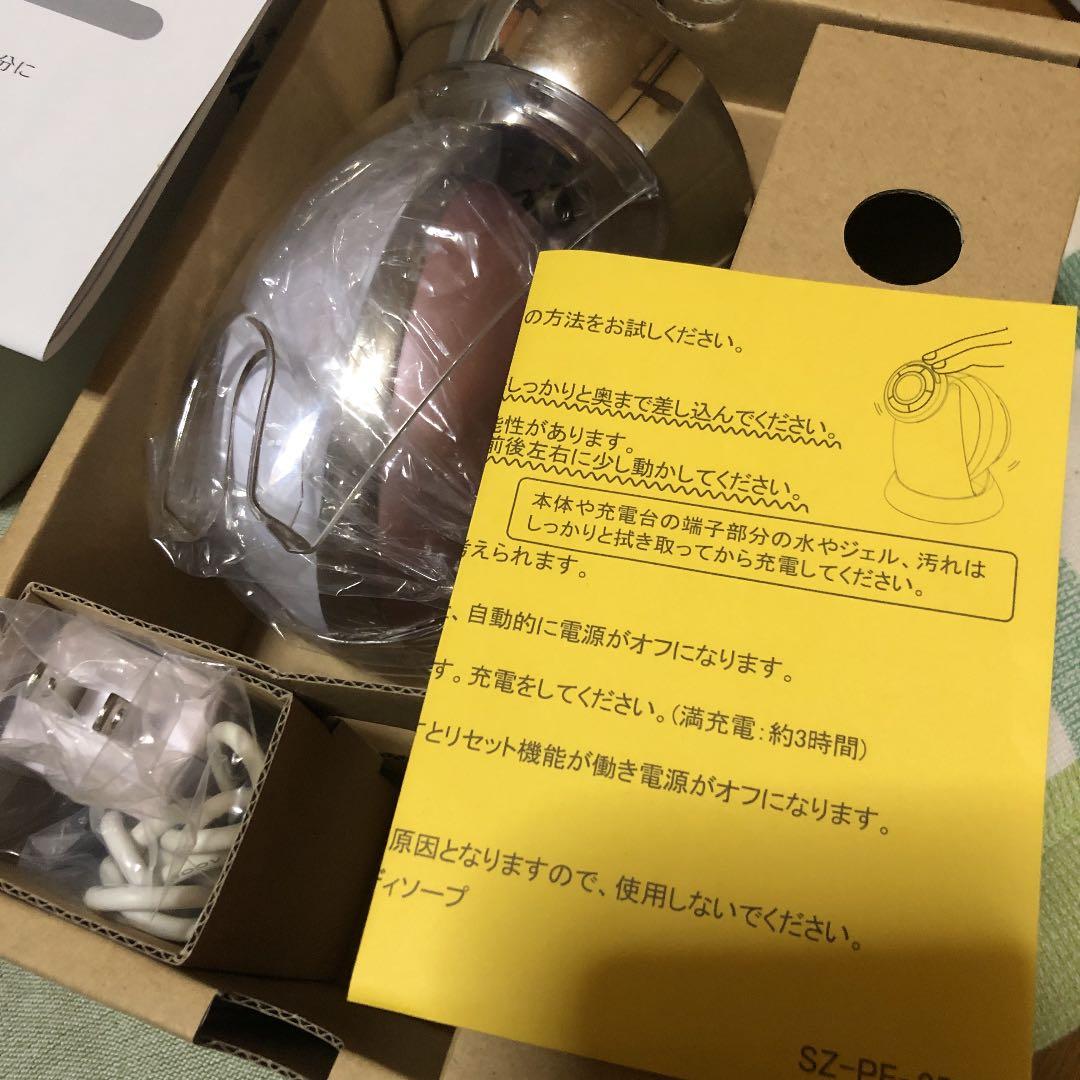 分に
の方法をお試しください。
しっかりと奥まで差し込んでください。
能性があります。
前後左右に少し動かしてください。
本体や充電台の端子部分の水やジェル、汚れは
しっかりと拭き取ってから充電してください。
考えられます。
、自動的に電源がオフになります。
す。充電をしてください。(満充電:約3時間)
とリセット機能が働き電源がオフになります。
原因となりますので、使用しないでください。
ディソープ
SZ-PF-